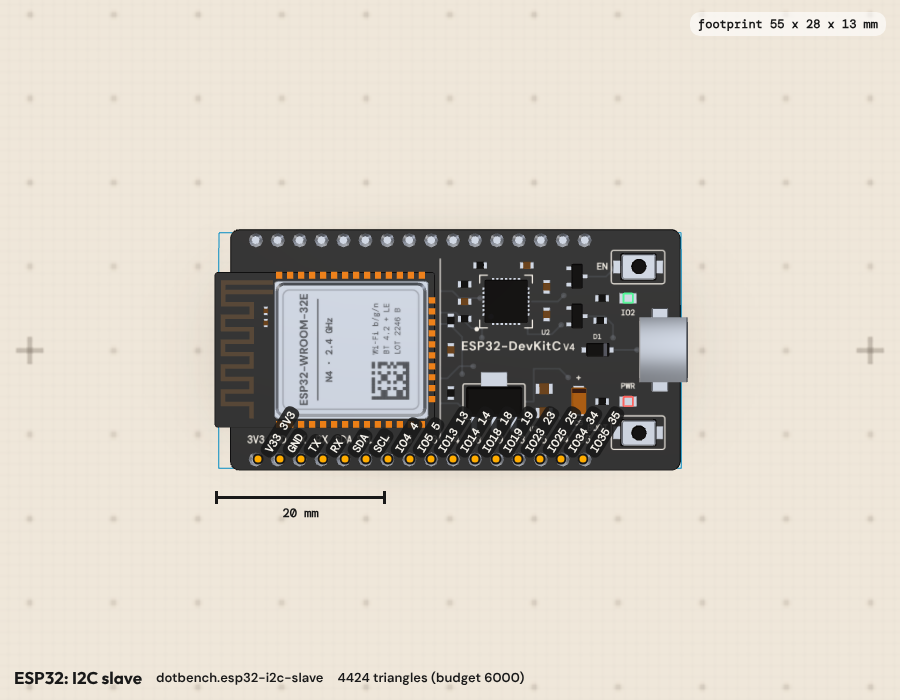 footprint 55 x 28 x 13 mm
EN
IO2
U2
D1
ESP32-DevKitC V4
PWR
+
ESP32-WROOM-32E
N4 · 2.4 GHz
Wi-Fi b/g/n
BT 4.2 + LE
LOT 2246 B
3V3
V33 3V3
GND
TX
RX
SDA
SCL
IO4 4
IO5 5
IO13 13
IO14 14
IO18 18
IO19 19
IO23 23
IO25 25
IO34 34
IO35 35
20 mm
ESP32: I2C slave dotbench.esp32-i2c-slave 4424 triangles (budget 6000)